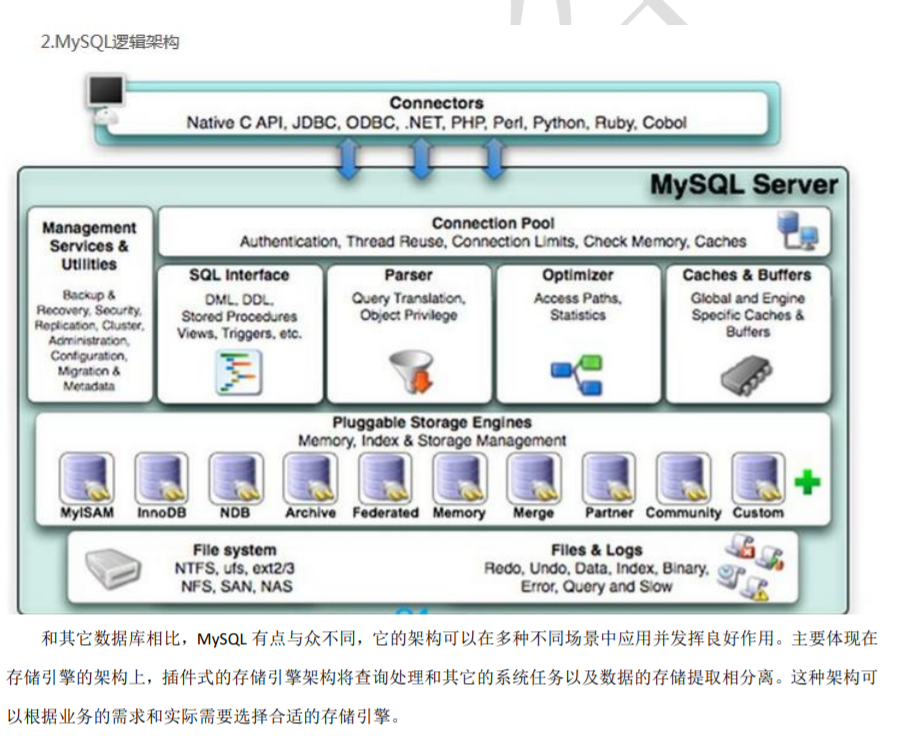 2.MySQL逻辑架构
Connectors
Native C API, JDBC, ODBC, .NET, PHP, Perl, Python, Ruby, Cobol
MySQL Server
Management
Services &
Utilities
Backup &
Recovery, Security,
Replication, Cluster,
Administration,
Configuration,
Migration &
Metadata
Connection Pool
Authentication, Thread Reuse, Connection Limits, Check Memory, Caches
SQL Interface
DML, DDL,
Stored Procedures
Views, Triggers, etc.
Parser
Query Translation,
Object Privilege
Optimizer
Access Paths,
Statistics
Caches & Buffers
Global and Engine
Specific Caches &
Buffers
Pluggable Storage Engines
Memory, Index & Storage Management
MyISAM
InnoDB
NDB
Archive
Federated
Memory
Merge
Partner
Community
Custom
File system
NTFS, ufs, ext2/3
NFS, SAN, NAS
Files & Logs
Redo, Undo, Data, Index, Binary,
Error, Query and Slow
和其它数据库相比，MySQL 有点与众不同，它的架构可以在多种不同场景中应用并发挥良好作用。主要体现在
存储引擎的架构上，插件式的存储引擎架构将查询处理和其它的系统任务以及数据的存储提取相分离。这种架构可
以根据业务的需求和实际需要选择合适的存储引擎。